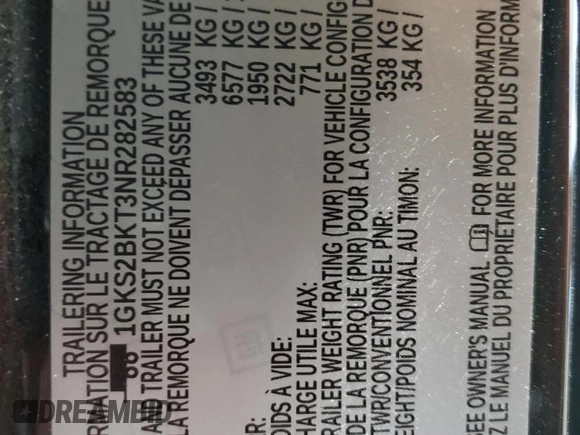 TRAILERING INFORMATION
RMATION SUR LE TRACTAGE DE REMORQUE
1GKS2BKT3NR282583
AND TRAILER MUST NOT EXCEED ANY OF THESE VA
LA REMORQUE NE DOIVENT DEPASSER AUCUNE DE
3493 KG /
6577 KG /
AR: 1950 KG /
OIDS À VIDE: 2722 KG /
HARGE UTILE MAX: 771 KG /
RAILER WEIGHT RATING (TWR) FOR VEHICLE CONFIG
DE LA REMORQUE (PNR) POUR LA CONFIGURATION D
TWR/CONVENTIONNEL PNR: 3538 KG /
EIGHT/POIDS NOMINAL AU TIMON: 354 KG /
SEE OWNER'S MANUAL FOR MORE INFORMATION
Z LE MANUEL DU PROPRIÉTAIRE POUR PLUS D'INFORM
GM
DREAMBID